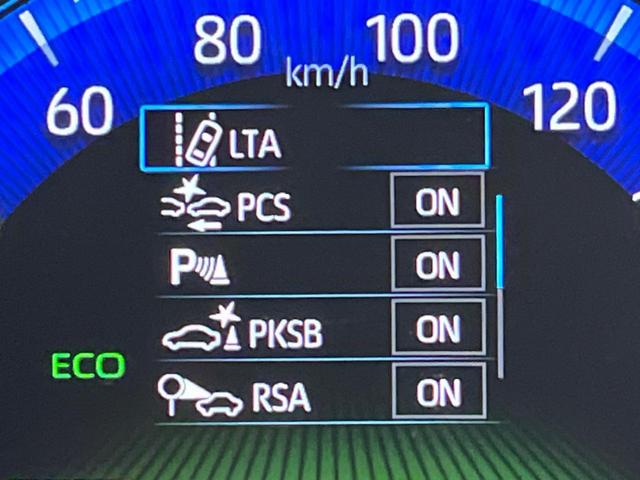 80
100
km/h
60
120
LTA
PCS ON
P ON
PKSB ON
ECO
RSA ON